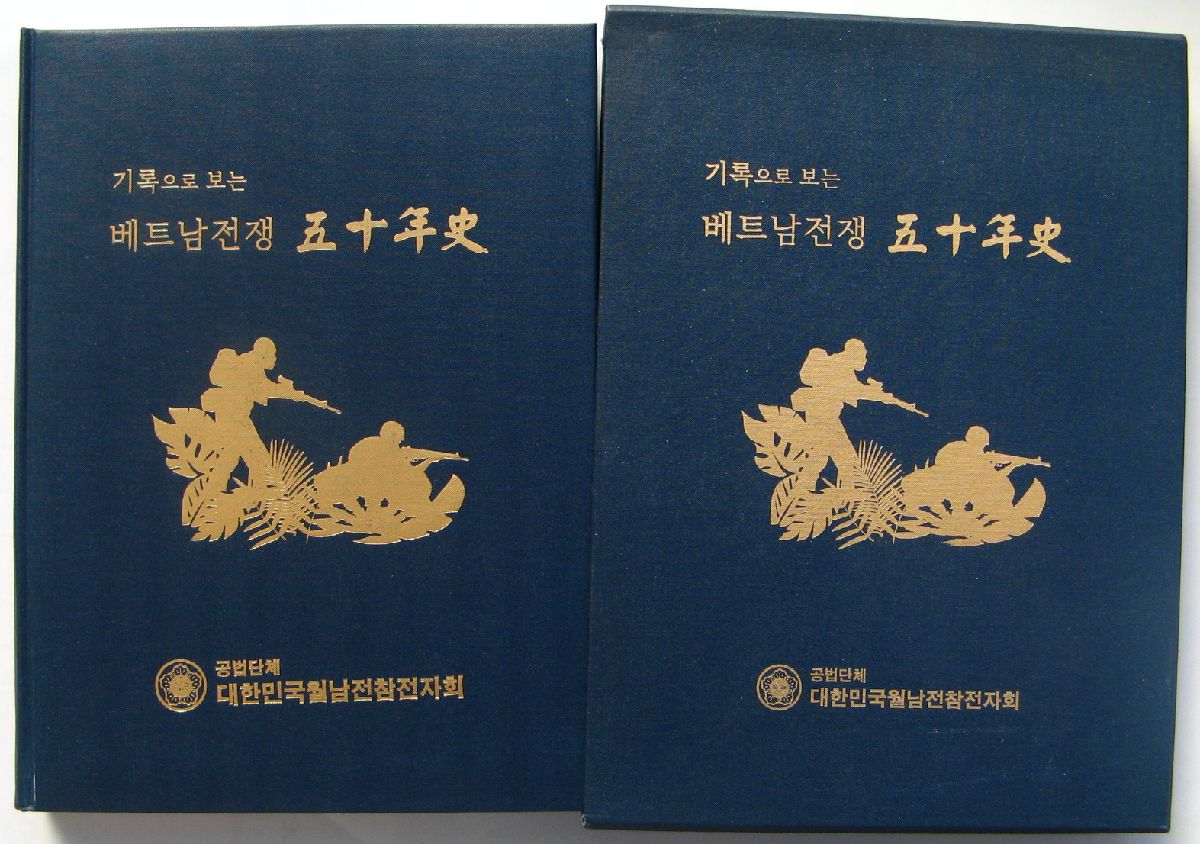 기록으로 보는
베트남전쟁 五十年史
공법단체
대한민국월남전참전자회
기록으로 보는
베트남전쟁 五十年史
공법단체
대한민국월남전참전자회